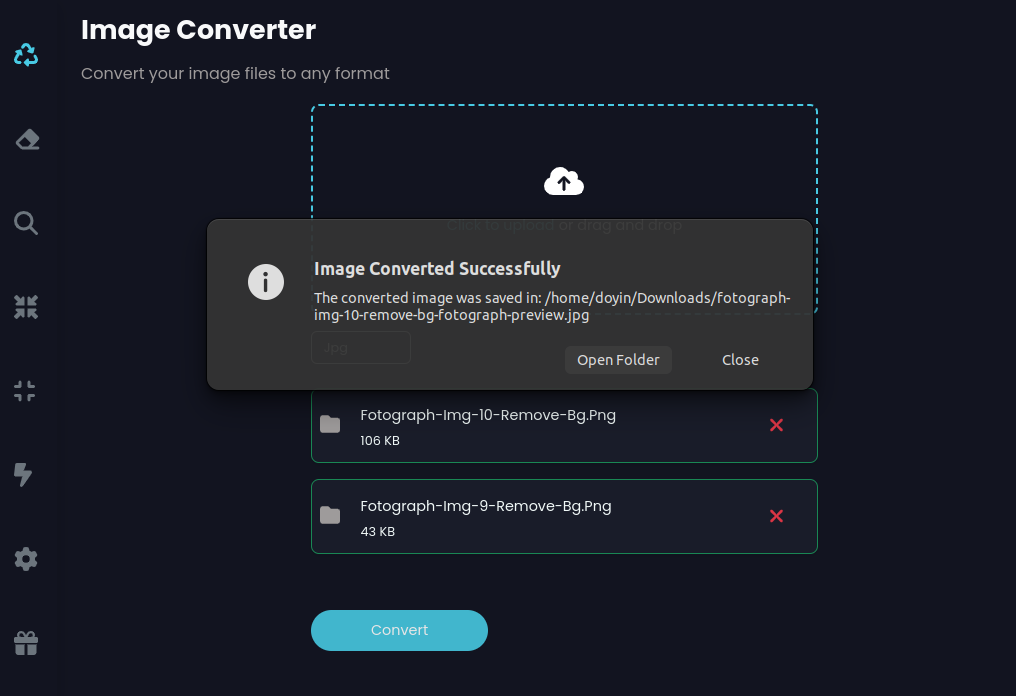 Image Converter
Convert your image files to any format
Click to upload or drag and drop
Image Converted Successfully
The converted image was saved in: /home/doyin/Downloads/fotograph-
img-10-remove-bg-fotograph-preview.jpg
Jpg
Open Folder
Close
Fotograph-Img-10-Remove-Bg.Png
106 KB
Fotograph-Img-9-Remove-Bg.Png
43 KB
Convert